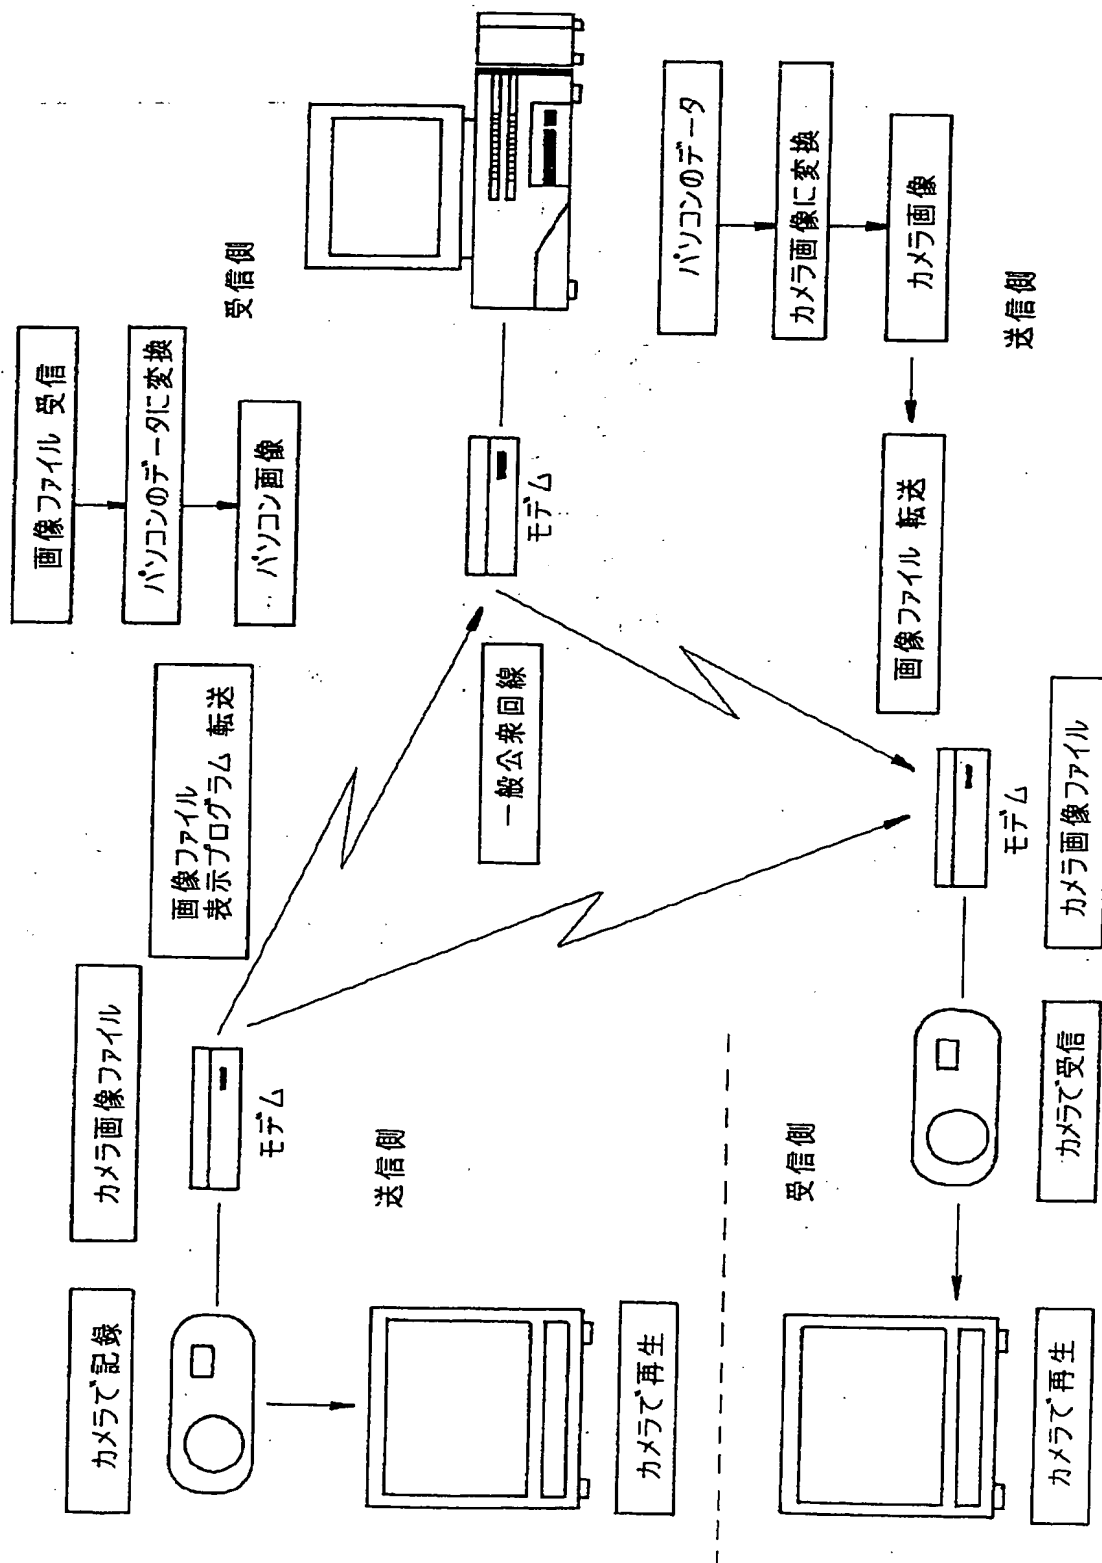 カメラで記録
カメラ画像ファイル
画像ファイル
表示プログラム 転送
画像ファイル 受信
パソコンのデータに変換
パソコン画像
受信側
モデム
送信側
カメラで再生
一般公衆回線
モデム
パソコンのデータ
カメラ画像に変換
カメラ画像
送信側
画像ファイル 転送
受信側
モデム
カメラ画像ファイル
カメラで受信
カメラで再生